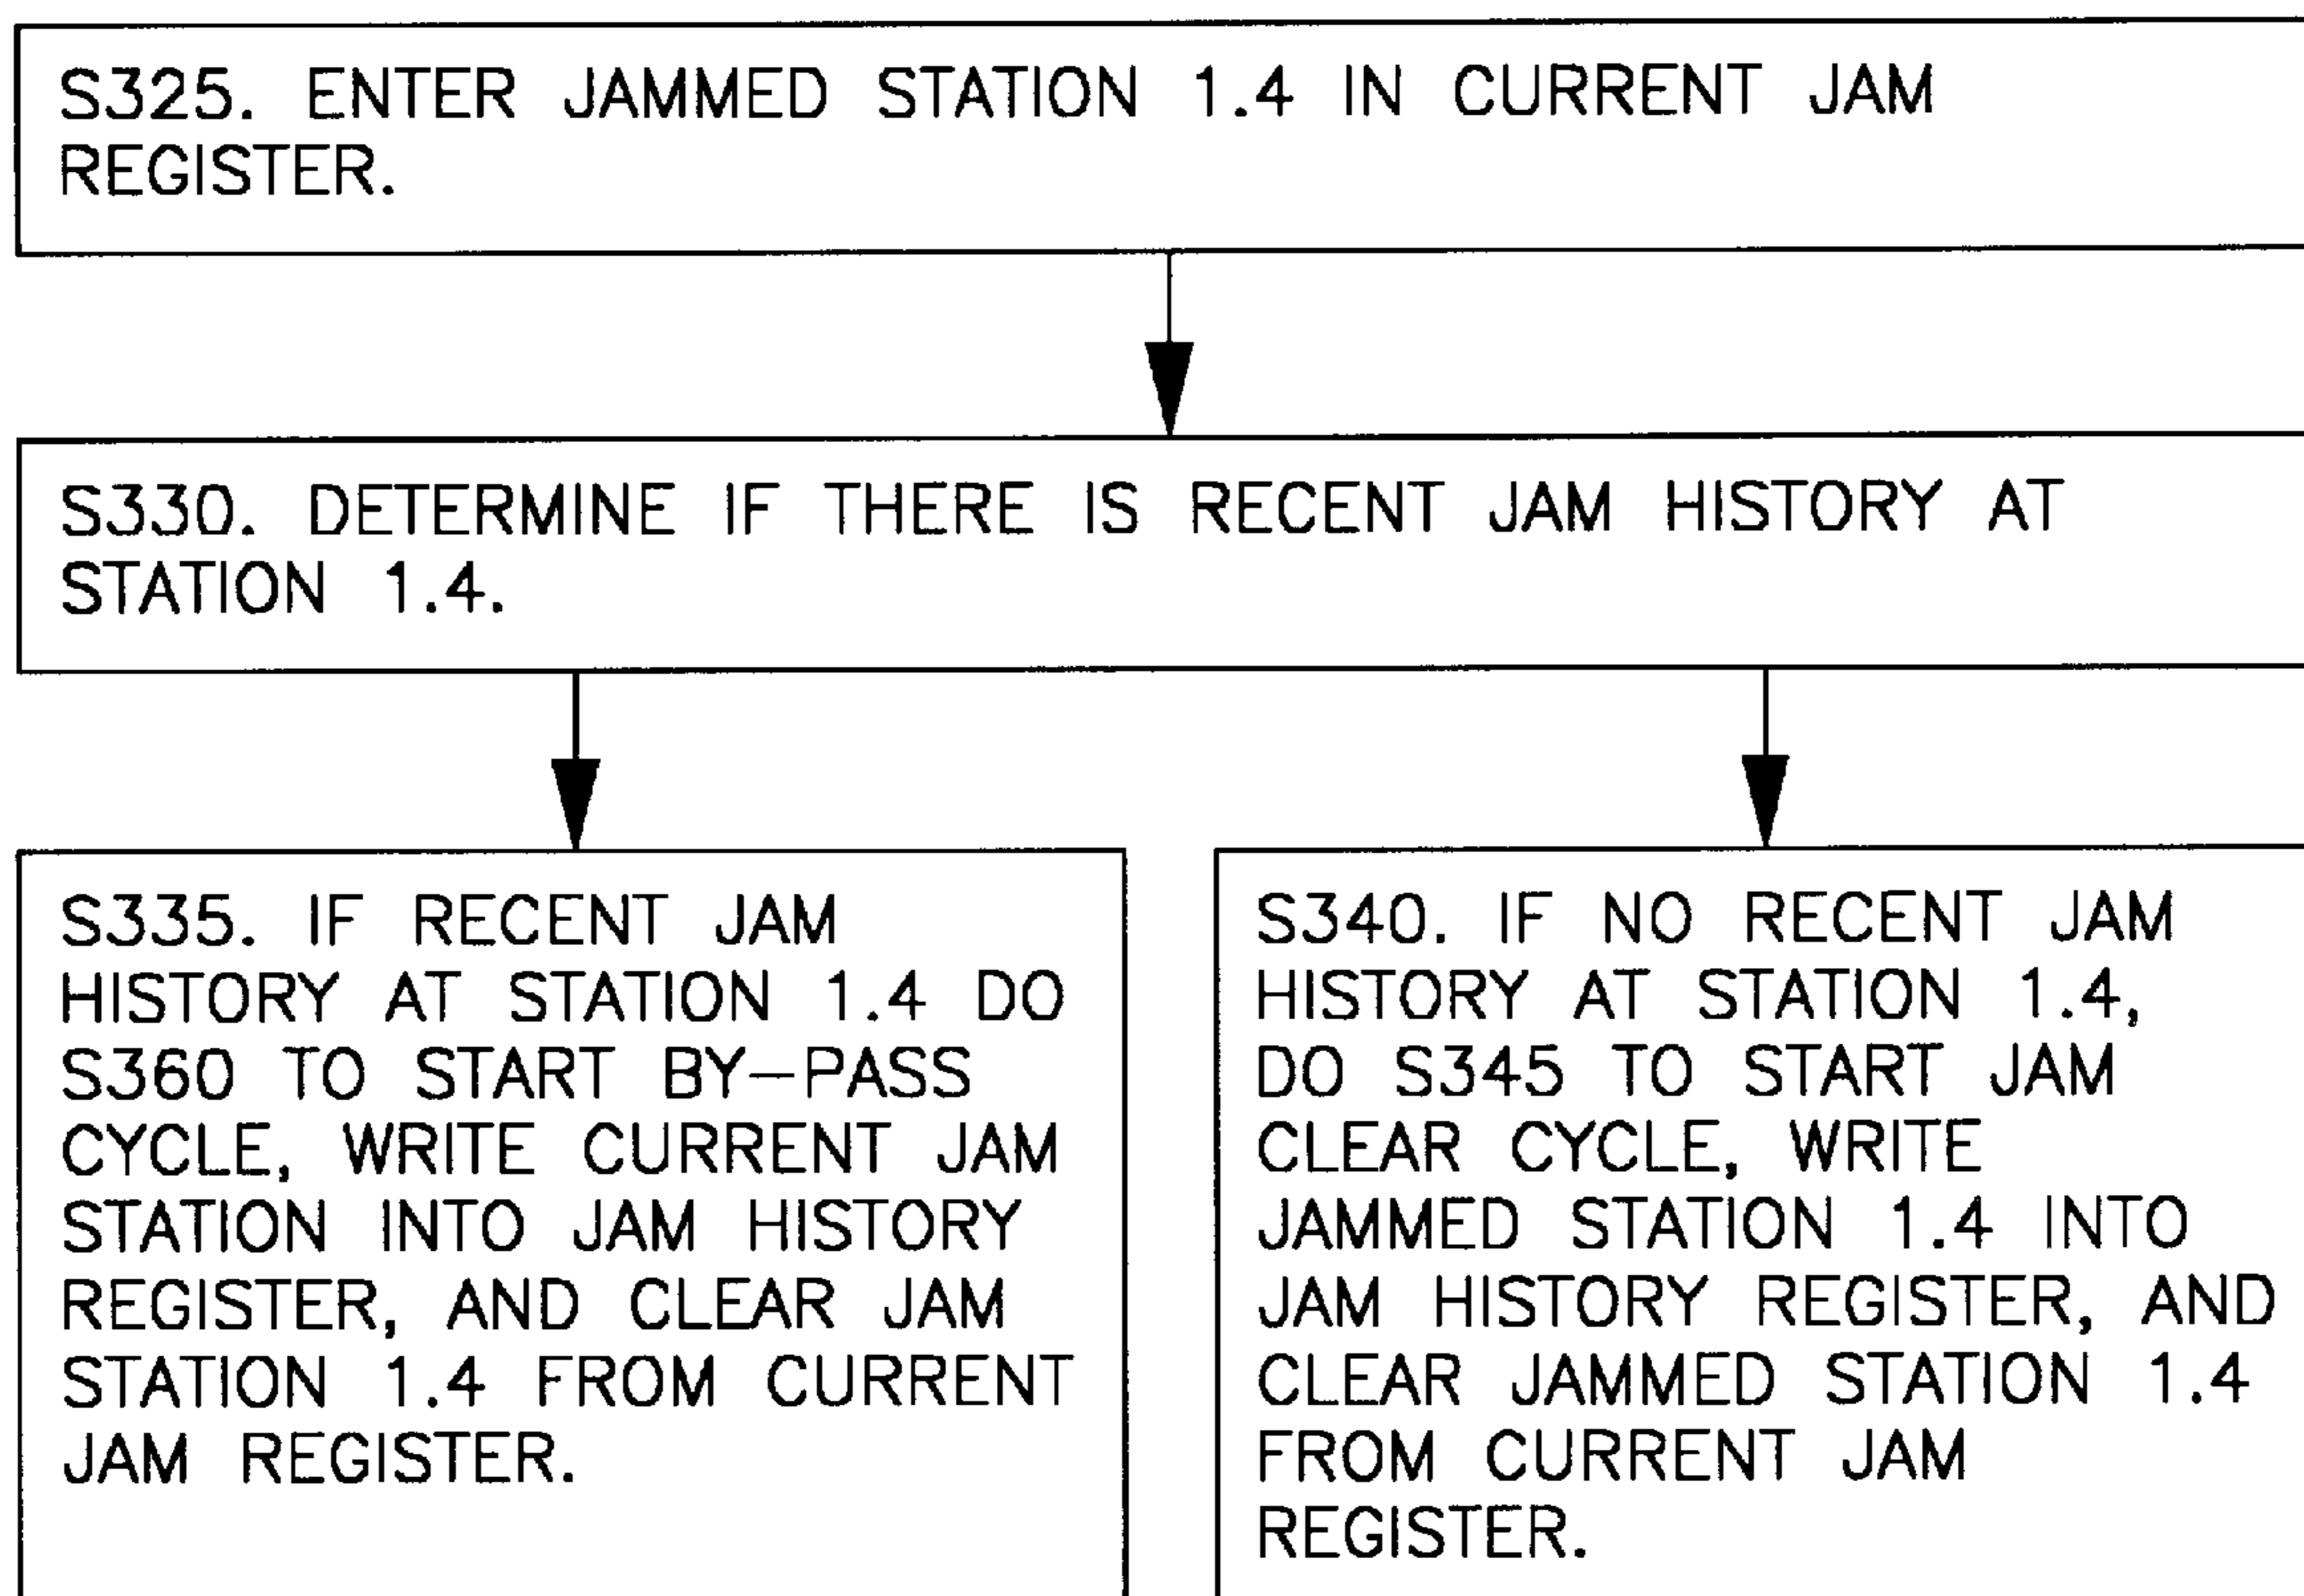 S325. ENTER JAMMED STATION 1.4 IN CURRENT JAM
REGISTER.
S330. DETERMINE IF THERE IS RECENT JAM HISTORY AT
STATION 1.4.
S335. IF RECENT JAM
HISTORY AT STATION 1.4 DO
S360 TO START BY-PASS
CYCLE, WRITE CURRENT JAM
STATION INTO JAM HISTORY
REGISTER, AND CLEAR JAM
STATION 1.4 FROM CURRENT
JAM REGISTER.
S340. IF NO RECENT JAM
HISTORY AT STATION 1.4,
DO S345 TO START JAM
CLEAR CYCLE, WRITE
JAMMED STATION 1.4 INTO
JAM HISTORY REGISTER, AND
CLEAR JAMMED STATION 1.4
FROM CURRENT JAM
REGISTER.